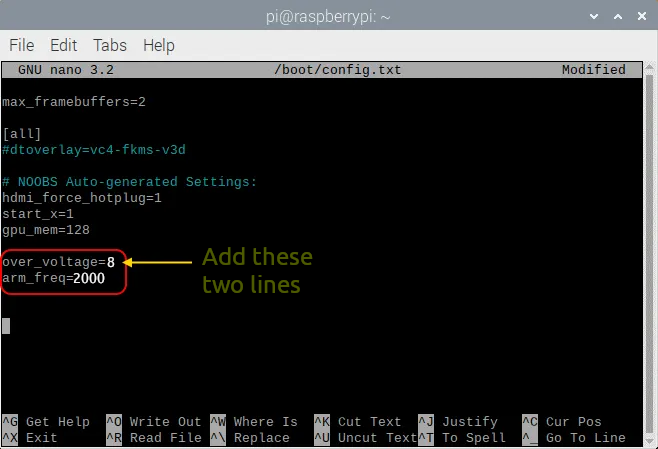 pi@raspberrypi: ~
File Edit Tabs Help
GNU nano 3.2 /boot/config.txt Modified
max_framebuffers=2
[all]
#dtoverlay=vc4-fkms-v3d
# NOOBS Auto-generated Settings:
hdmi_force_hotplug=1
start_x=1
gpu_mem=128
over_voltage=8
arm_freq=2000
Add these
two lines
^G Get Help ^O Write Out ^W Where Is ^K Cut Text ^J Justify ^C Cur Pos
^X Exit ^R Read File ^\ Replace ^U Uncut Text ^T To Spell ^_ Go To Line